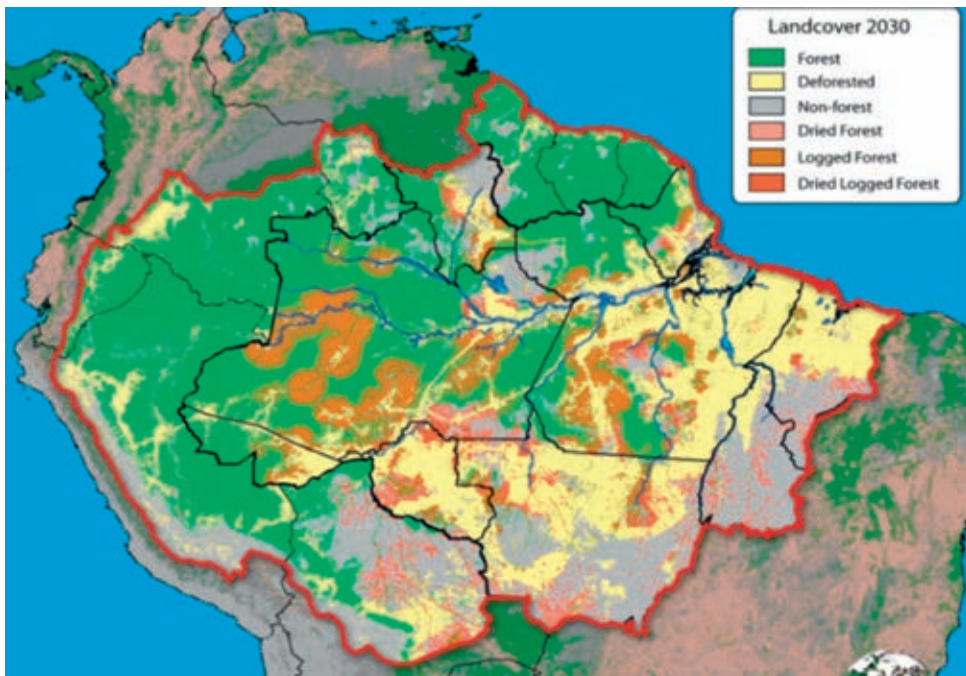 Landcover 2030
Forest
Deforested
Non-forest
Dried Forest
Logged Forest
Dried Logged Forest